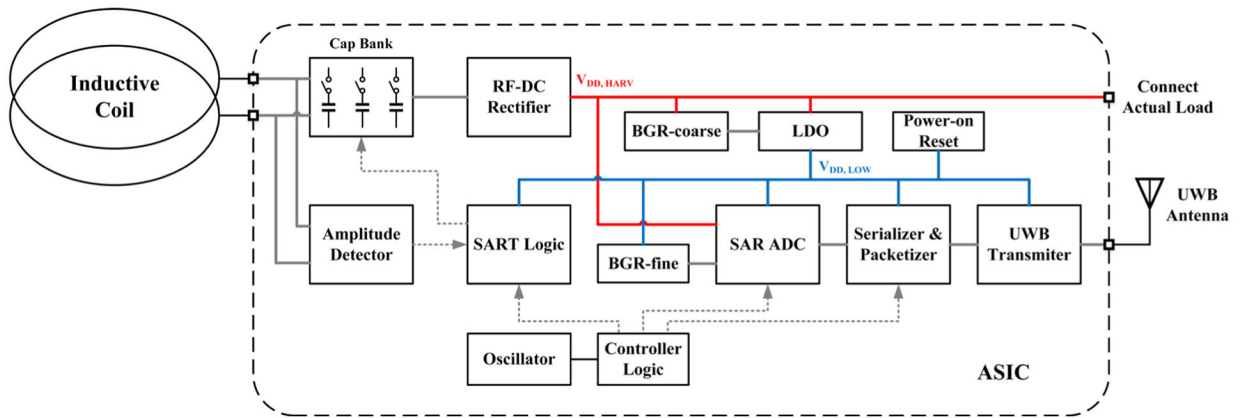 Cap Bank
Inductive
Coil
RF-DC
Rectifier
VDD, HARV
Connect
Actual Load
BGR-coarse
LDO
Power-on
Reset
VDD, LOW
UWB
Antenna
Amplitude
Detector
SART Logic
BGR-fine
SAR ADC
Serializer &
Packetizer
UWB
Transmiter
Oscillator
Controller
Logic
ASIC